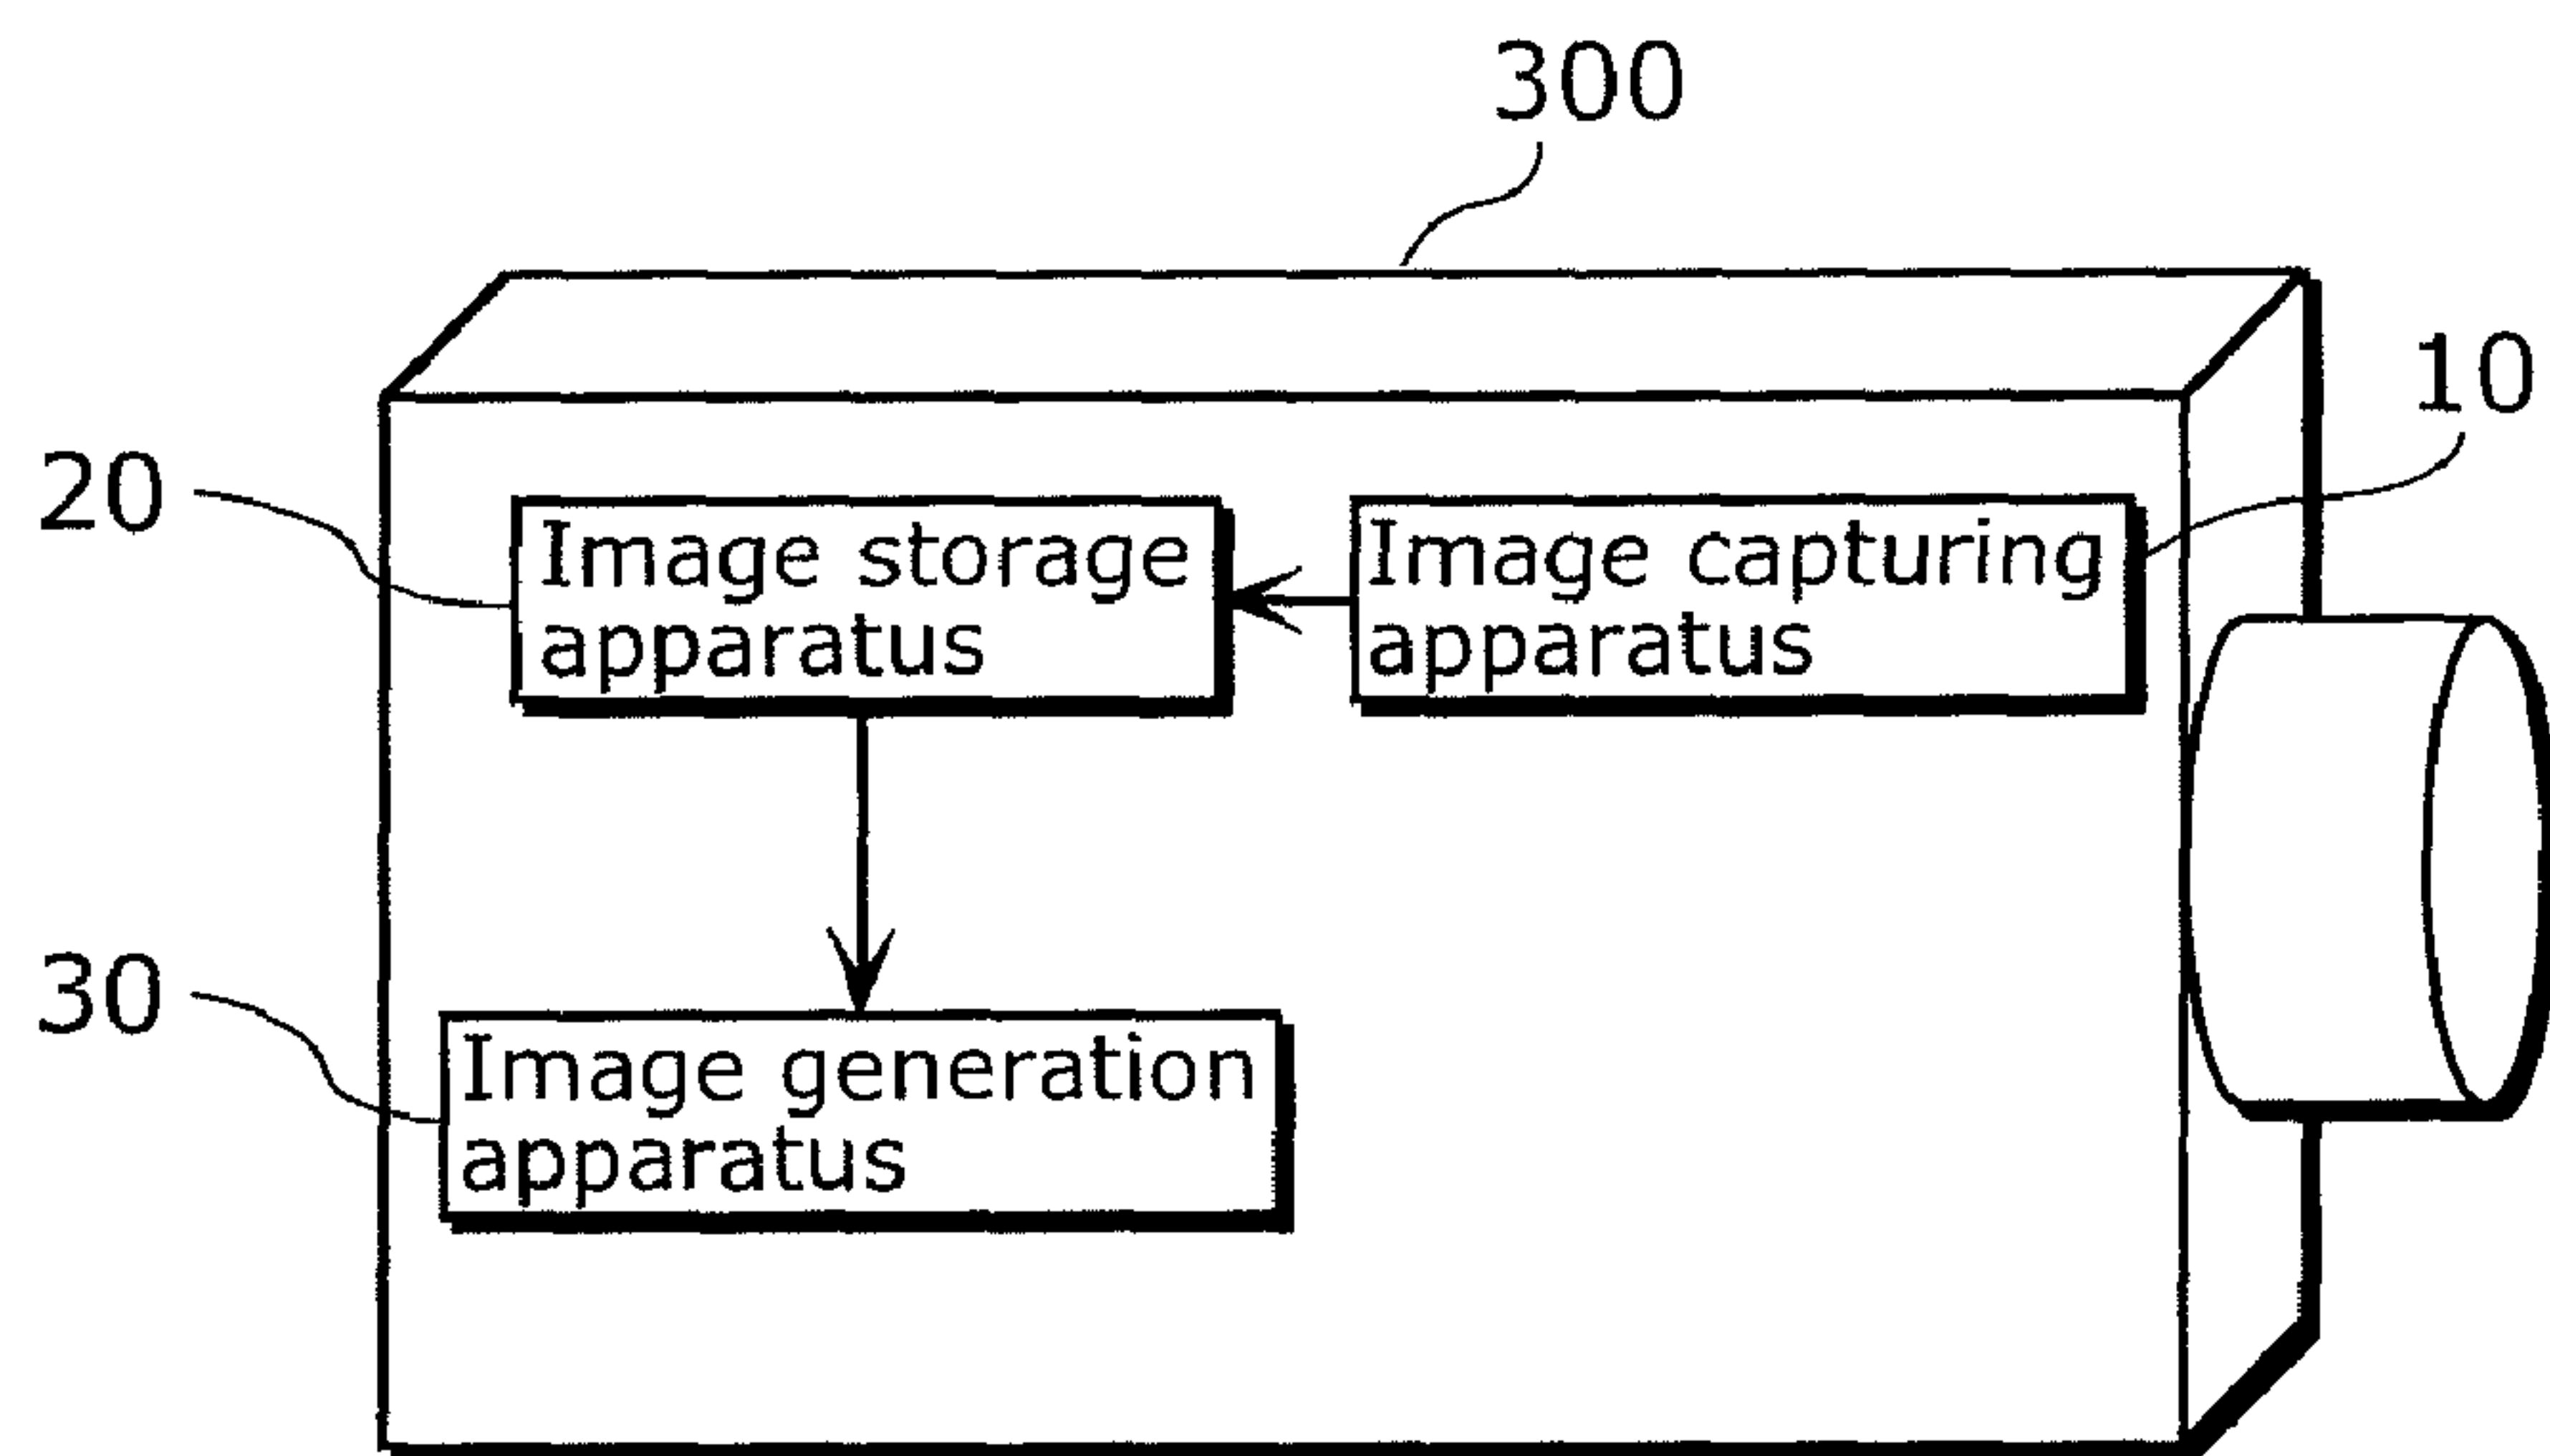 300
10
20
Image storage
apparatus
Image capturing
apparatus
30
Image generation
apparatus